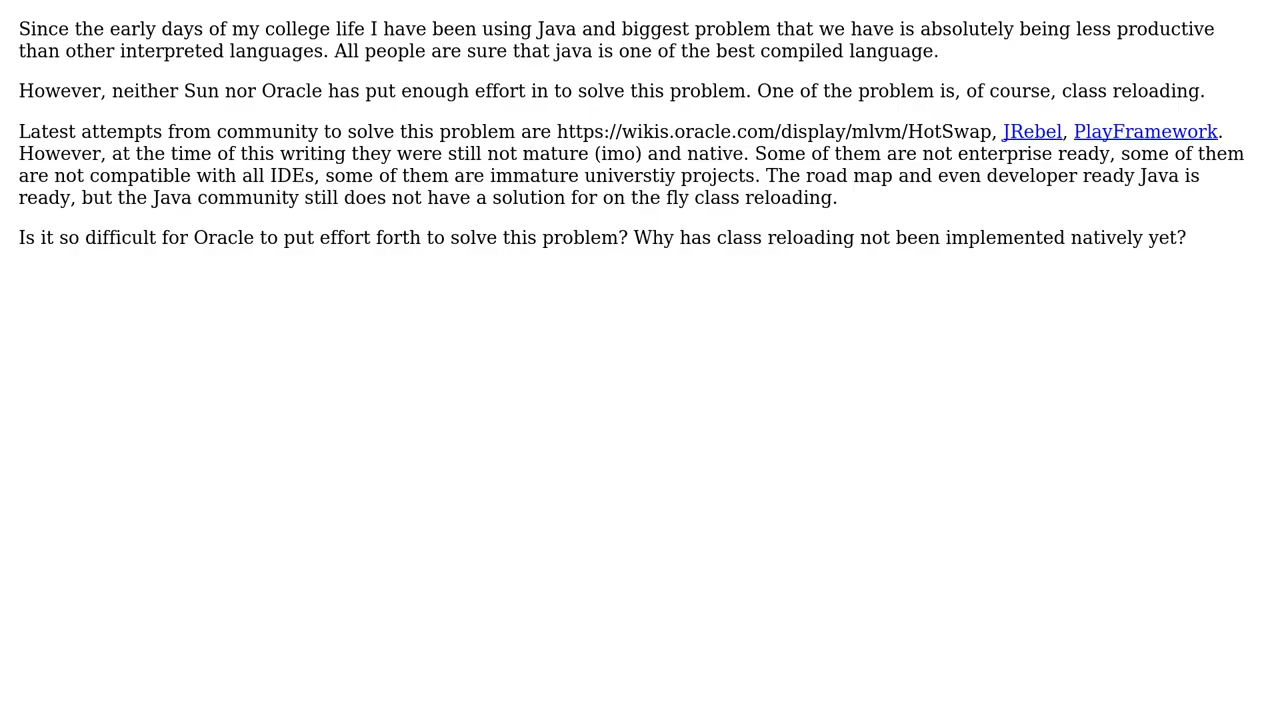 Since the early days of my college life I have been using Java and biggest problem that we have is absolutely being less productive
than other interpreted languages. All people are sure that java is one of the best compiled language.
However, neither Sun nor Oracle has put enough effort in to solve this problem. One of the problem is, of course, class reloading.
Latest attempts from community to solve this problem are https://wikis.oracle.com/display/mlvm/HotSwap, JRebel, PlayFramework.
However, at the time of this writing they were still not mature (imo) and native. Some of them are not enterprise ready, some of them
are not compatible with all IDEs, some of them are immature universtiy projects. The road map and even developer ready Java is
ready, but the Java community still does not have a solution for on the fly class reloading.
Is it so difficult for Oracle to put effort forth to solve this problem? Why has class reloading not been implemented natively yet?